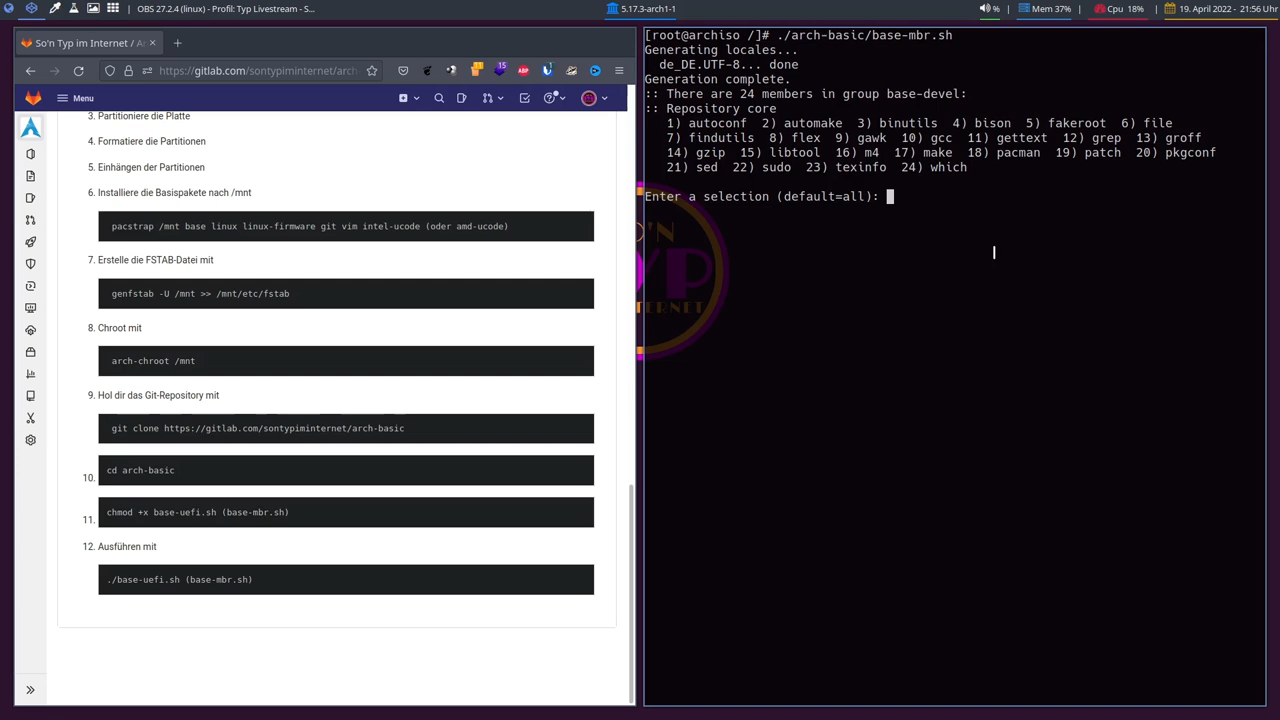 OBS 27.2.4 (linux) - Profil: Typ Livestream - S...
5.17.3-arch1-1
%
Mem 37%
Cpu 18%
19. April 2022 - 21:56 Uhr
So'n Typ im Internet / Ar
https://gitlab.com/sontypiminternet/arch
15
ABP
Menu
3. Partitioniere die Platte
4. Formatiere die Partitionen
5. Einhängen der Partitionen
6. Installiere die Basispakete nach /mnt
pacstrap /mnt base linux linux-firmware git vim intel-ucode (oder amd-ucode)
7. Erstelle die FSTAB-Datei mit
genfstab -U /mnt >> /mnt/etc/fstab
8. Chroot mit
arch-chroot /mnt
9. Hol dir das Git-Repository mit
git clone https://gitlab.com/sontypiminternet/arch-basic
10.
cd arch-basic
11.
chmod +x base-uefi.sh (base-mbr.sh)
12. Ausführen mit
./base-uefi.sh (base-mbr.sh)
[root@archiso /]# ./arch-basic/base-mbr.sh
Generating locales...
de_DE.UTF-8... done
Generation complete.
:: There are 24 members in group base-devel:
:: Repository core
1) autoconf 2) automake 3) binutils 4) bison 5) fakeroot 6) file
7) findutils 8) flex 9) gawk 10) gcc 11) gettext 12) grep 13) groff
14) gzip 15) libtool 16) m4 17) make 18) pacman 19) patch 20) pkgconf
21) sed 22) sudo 23) texinfo 24) which
Enter a selection (default=all):